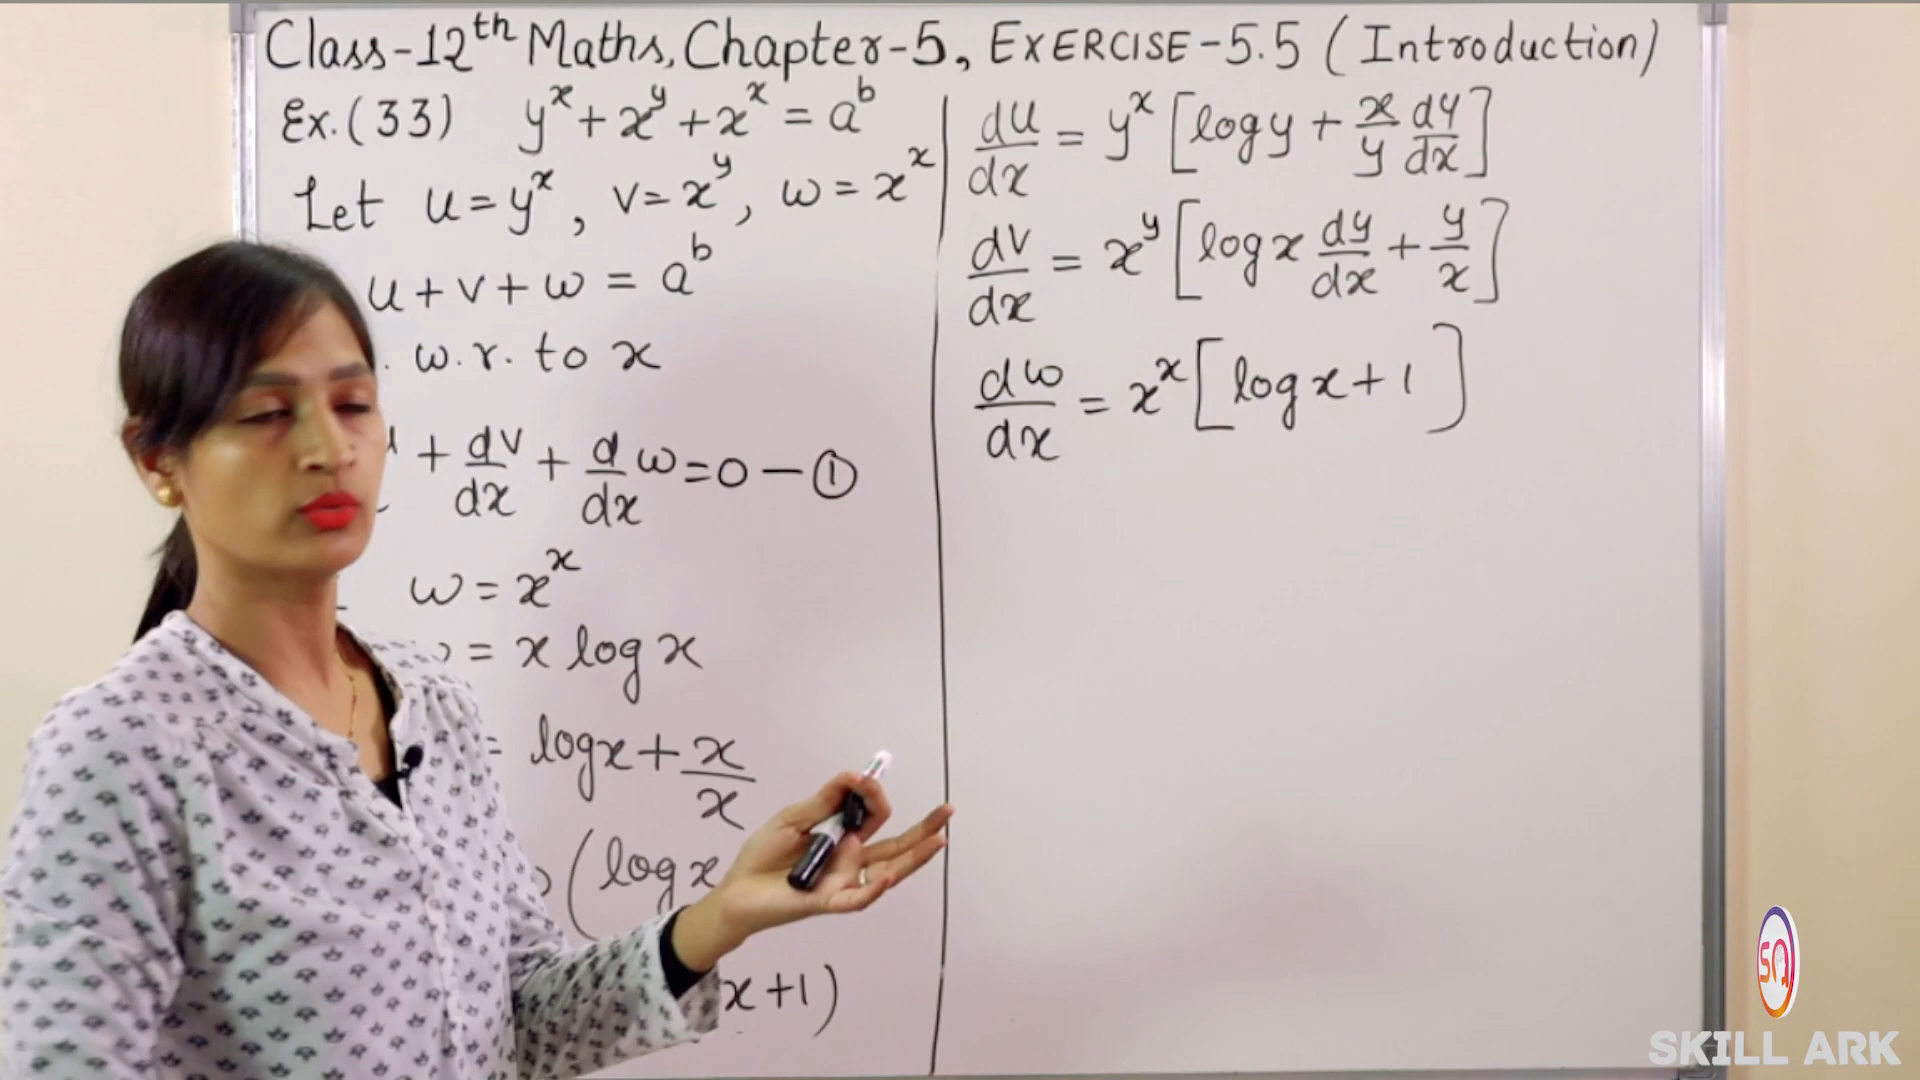 Class-12th Maths, Chapter-5, EXERCISE-5.5 (Introduction)
Ex.(33) y^x + x^y + x^x = a^b
Let u = y^x, v = x^y, w = x^x
u + v + w = a^b
. w.r. to x
+ dv/dx + d/dx w = 0 — ①
w = x^x
= x log x
= log x + x/x
(log x
x + 1)
du/dx = y^x [log y + x/y dy/dx]
dv/dx = x^y [log x dy/dx + y/x]
dw/dx = x^x [log x + 1]
SKILL ARK